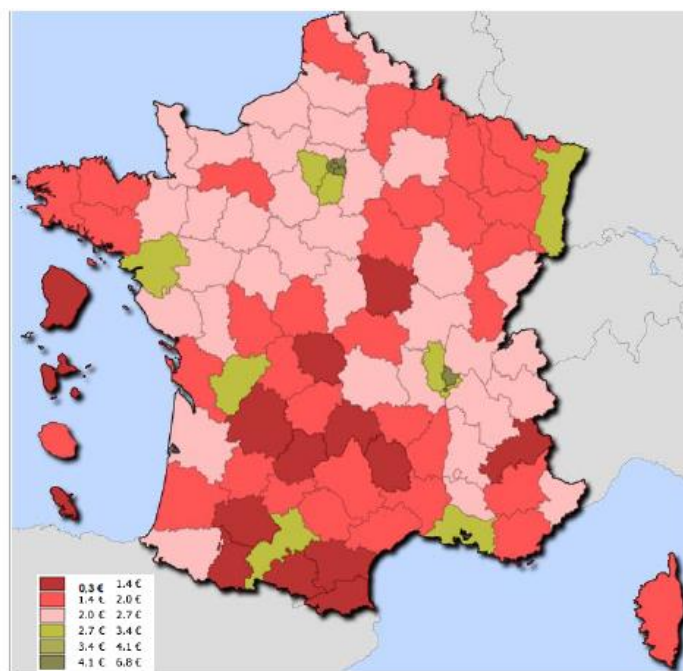 0,3 € 1.4 €
1.4 € 2.0 €
2.0 € 2.7 €
2.7 € 3.4 €
3.4 € 4.1 €
4.1 € 6.8 €